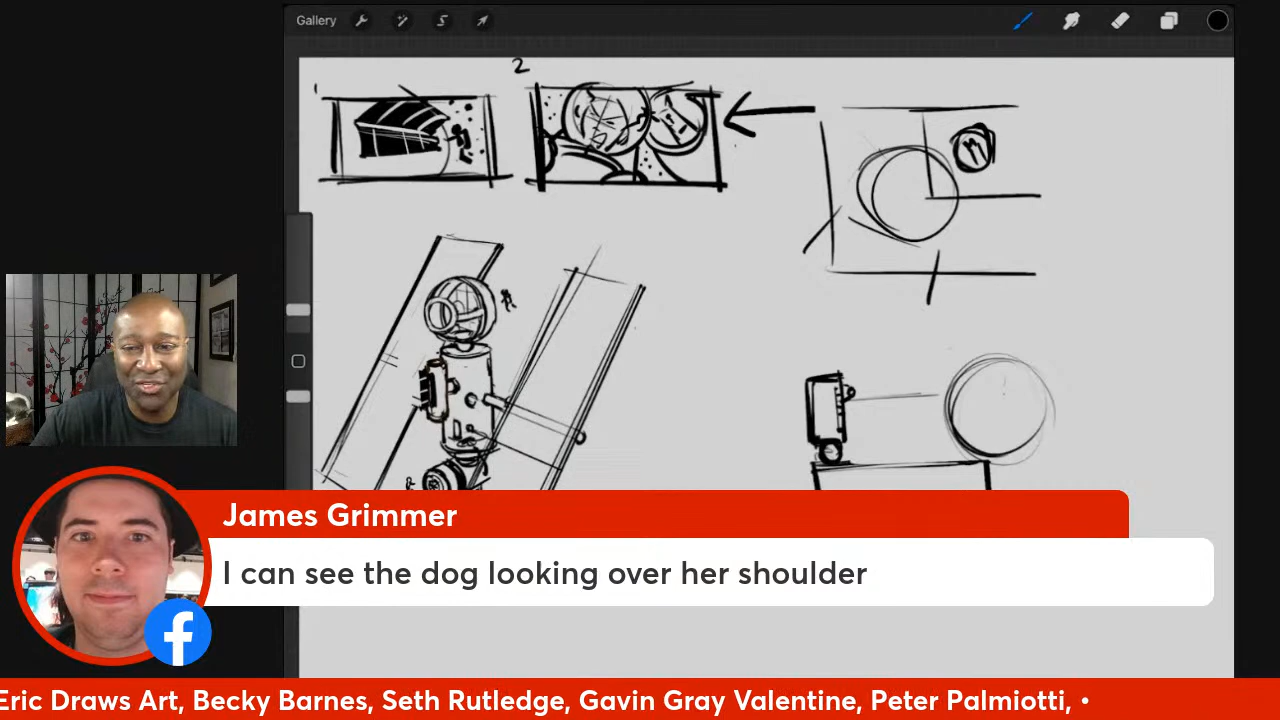 Gallery
1
2
James Grimmer
I can see the dog looking over her shoulder
Eric Draws Art, Becky Barnes, Seth Rutledge, Gavin Gray Valentine, Peter Palmiotti, •